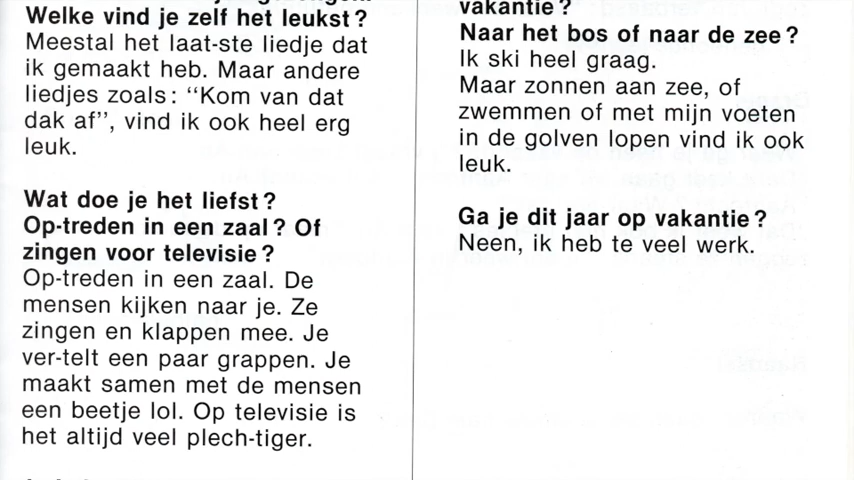 Welke vind je zelf het leukst?
Meestal het laat-ste liedje dat
ik gemaakt heb. Maar andere
liedjes zoals: "Kom van dat
dak af", vind ik ook heel erg
leuk.
Wat doe je het liefst?
Op-treden in een zaal? Of
zingen voor televisie?
Op-treden in een zaal. De
mensen kijken naar je. Ze
zingen en klappen mee. Je
ver-telt een paar grappen. Je
maakt samen met de mensen
een beetje lol. Op televisie is
het altijd veel plech-tiger.
vakantie?
Naar het bos of naar de zee?
Ik ski heel graag.
Maar zonnen aan zee, of
zwemmen of met mijn voeten
in de golven lopen vind ik ook
leuk.
Ga je dit jaar op vakantie?
Neen, ik heb te veel werk.